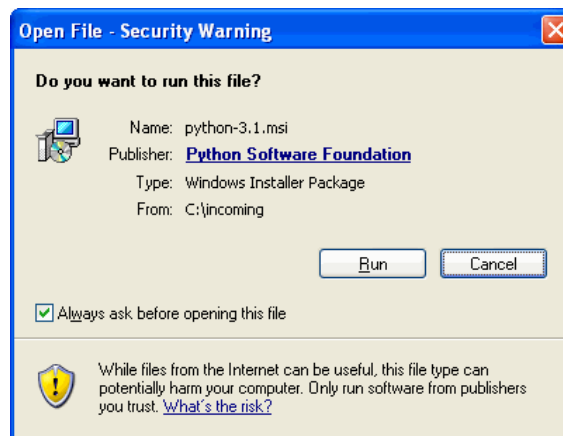 Open File - Security Warning
Do you want to run this file?
Name: python-3.1.msi
Publisher: Python Software Foundation
Type: Windows Installer Package
From: C:\incoming
Run Cancel
Always ask before opening this file
While files from the Internet can be useful, this file type can
potentially harm your computer. Only run software from publishers
you trust. What's the risk?